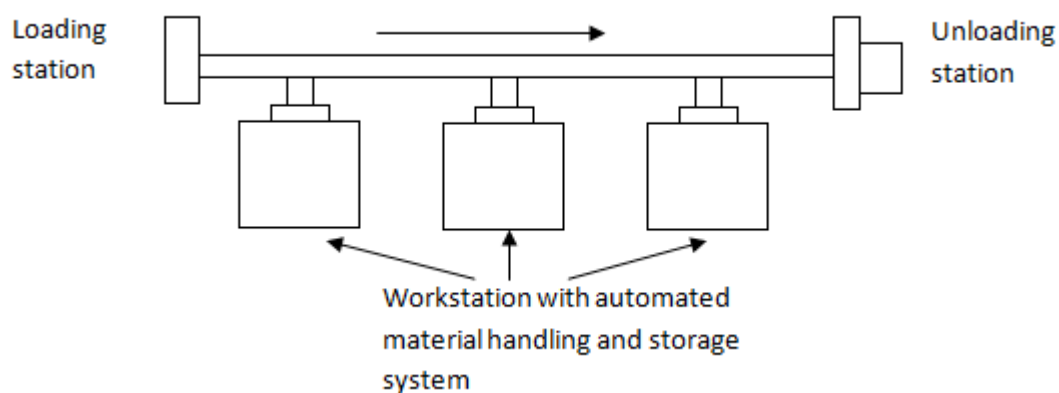 Loading
station
Unloading
station
Workstation with automated
material handling and storage
system